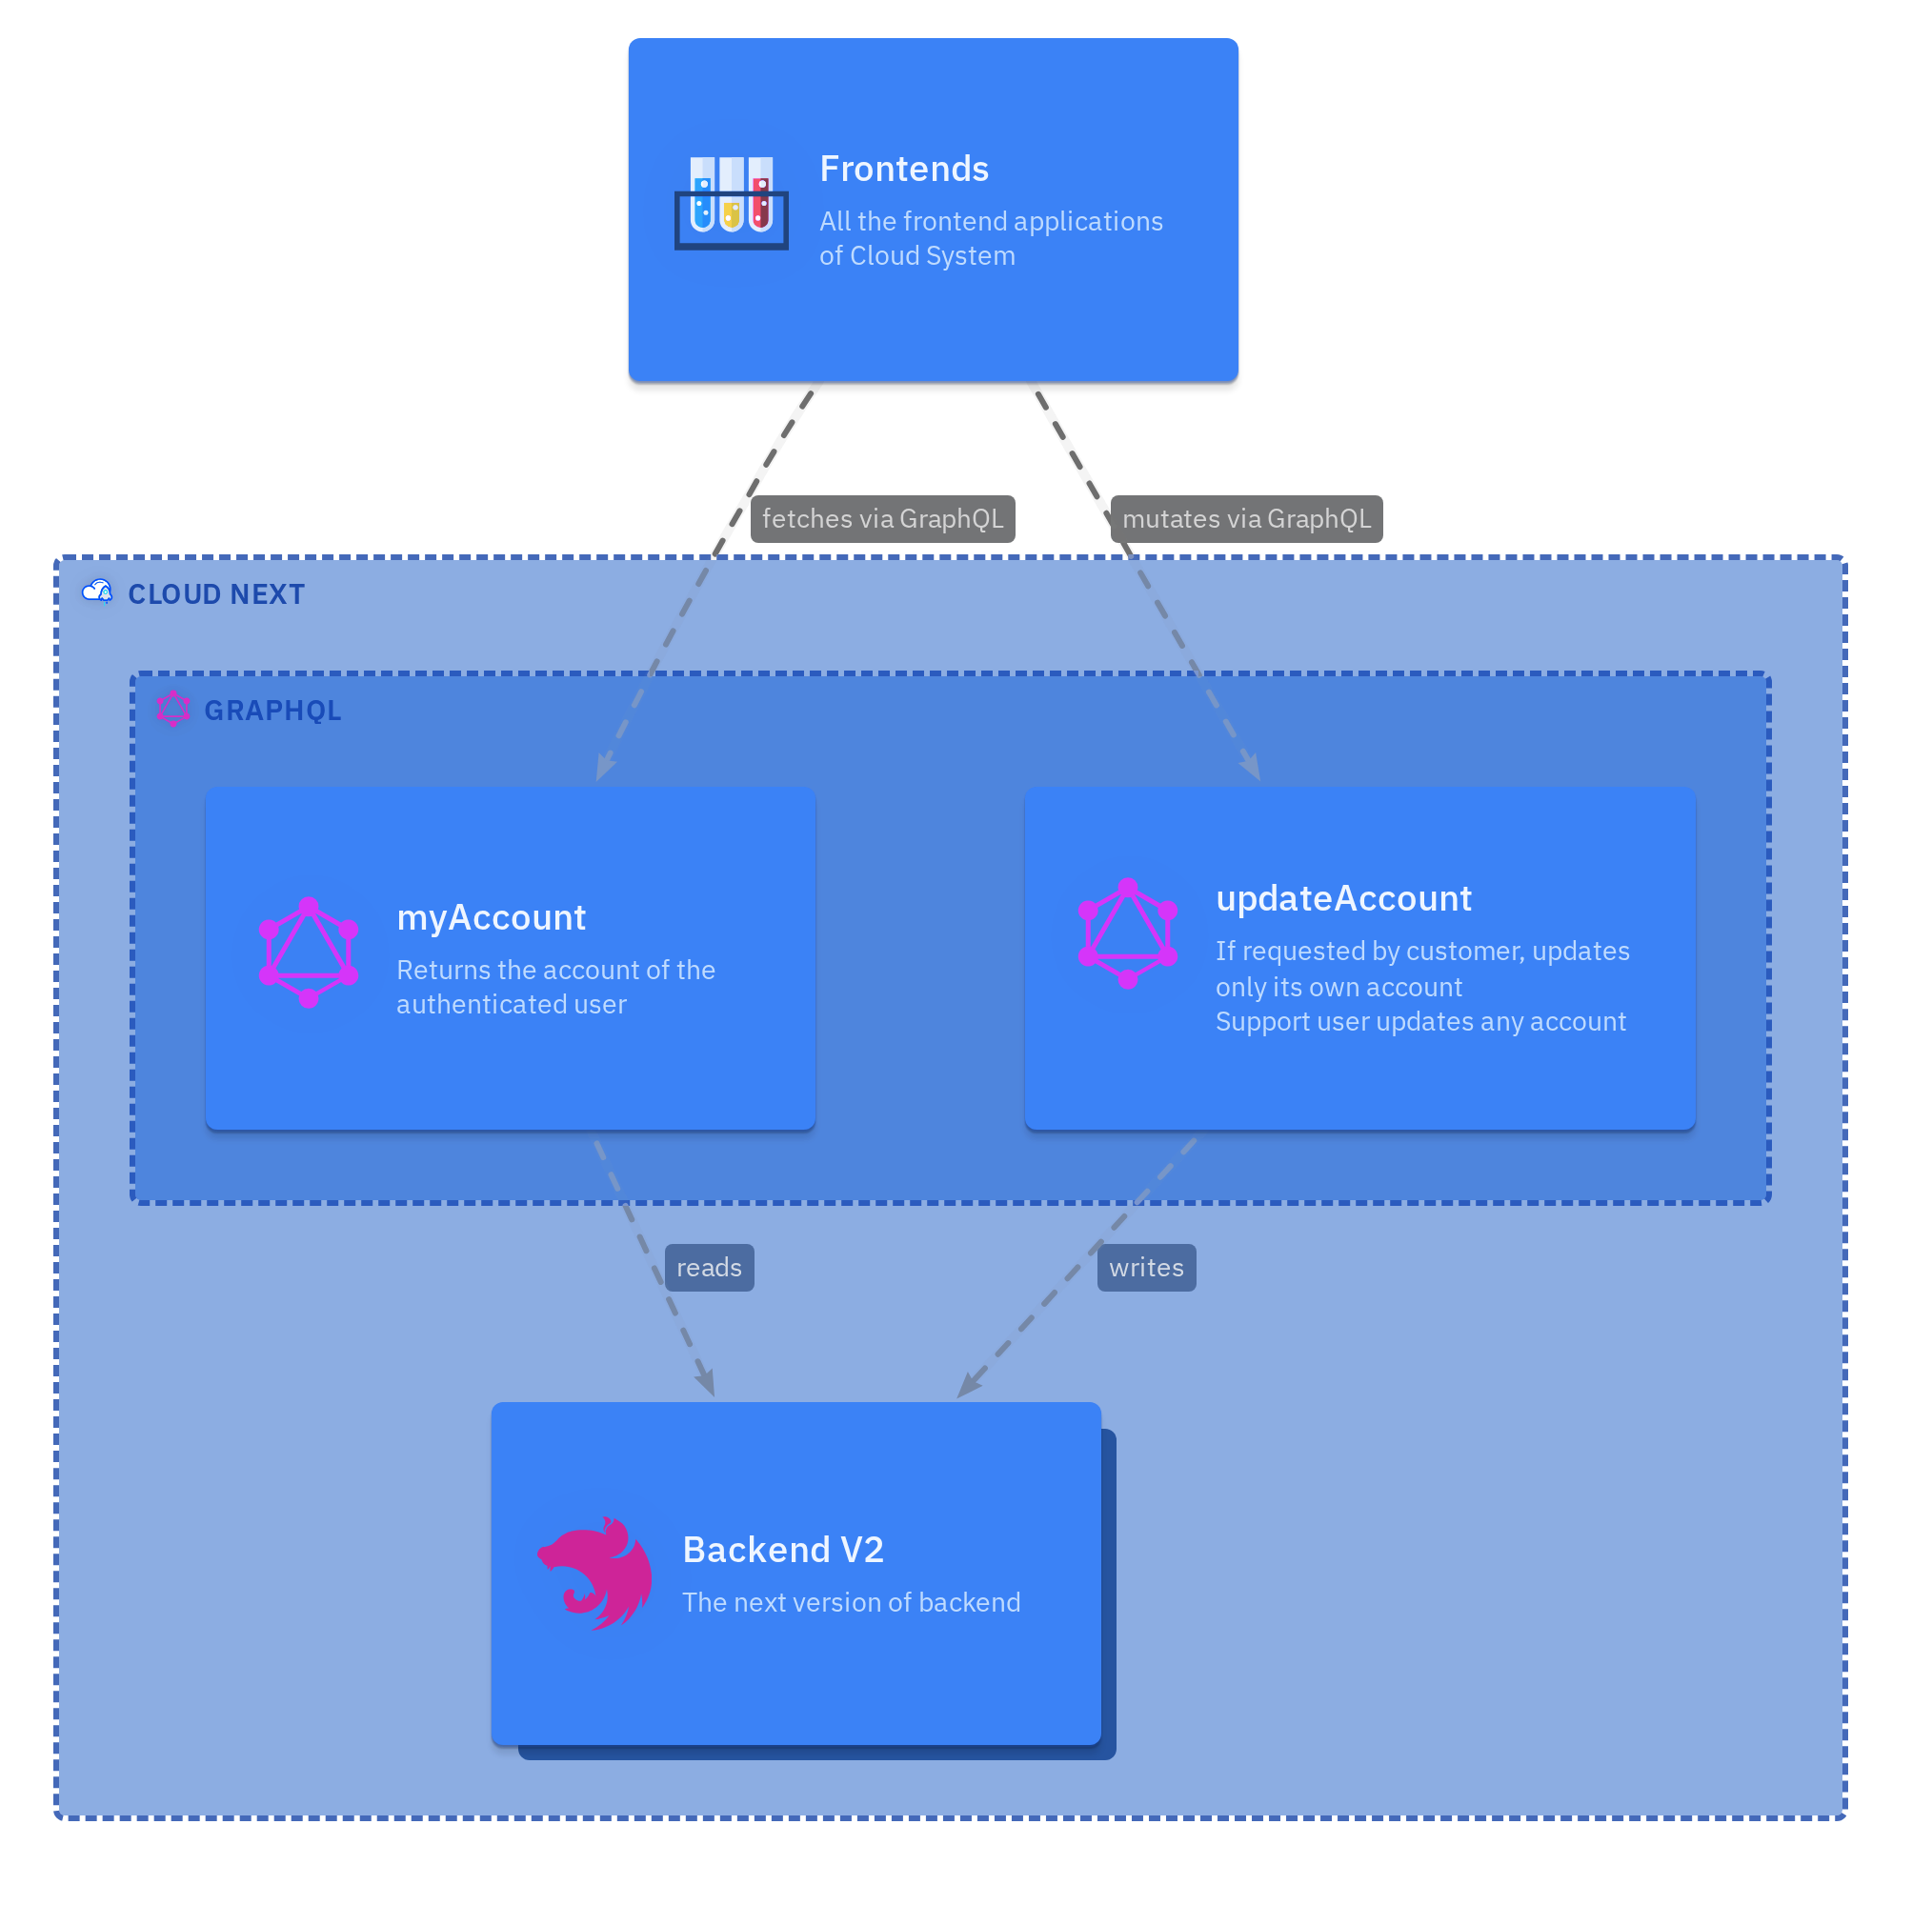 Frontends
All the frontend applications
of Cloud System
fetches via GraphQL
mutates via GraphQL
CLOUD NEXT
GRAPHQL
myAccount
Returns the account of the
authenticated user
updateAccount
If requested by customer, updates
only its own account
Support user updates any account
reads
writes
Backend V2
The next version of backend